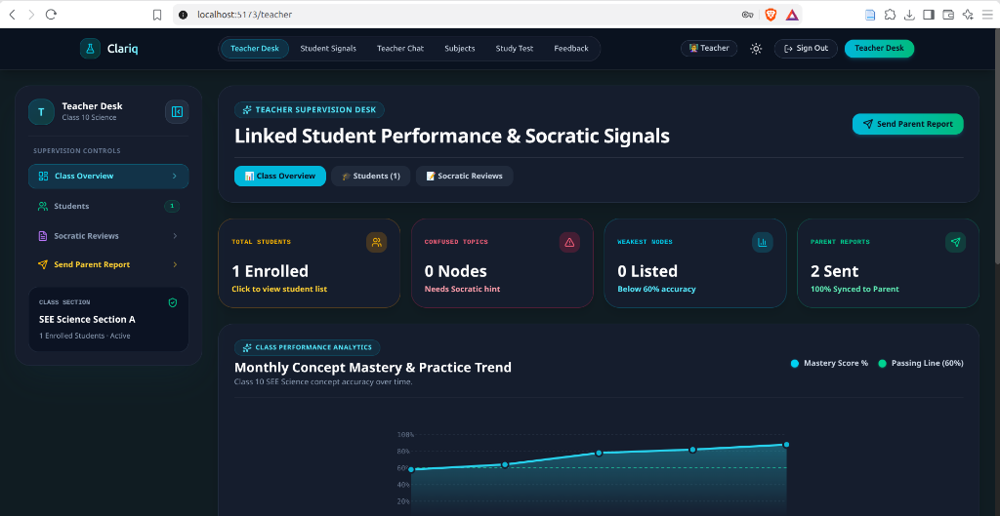 localhost:5173/teacher
Clariq
Teacher Desk
Student Signals
Teacher Chat
Subjects
Study Test
Feedback
Teacher
Sign Out
Teacher Desk
T
Teacher Desk
Class 10 Science
SUPERVISION CONTROLS
Class Overview
Students
1
Socratic Reviews
Send Parent Report
CLASS SECTION
SEE Science Section A
1 Enrolled Students · Active
TEACHER SUPERVISION DESK
Linked Student Performance & Socratic Signals
Send Parent Report
Class Overview
Students (1)
Socratic Reviews
TOTAL STUDENTS
1 Enrolled
Click to view student list
CONFUSED TOPICS
0 Nodes
Needs Socratic hint
WEAKEST NODES
0 Listed
Below 60% accuracy
PARENT REPORTS
2 Sent
100% Synced to Parent
CLASS PERFORMANCE ANALYTICS
Monthly Concept Mastery & Practice Trend
Class 10 SEE Science concept accuracy over time.
Mastery Score %
Passing Line (60%)
100%
80%
60%
40%
20%